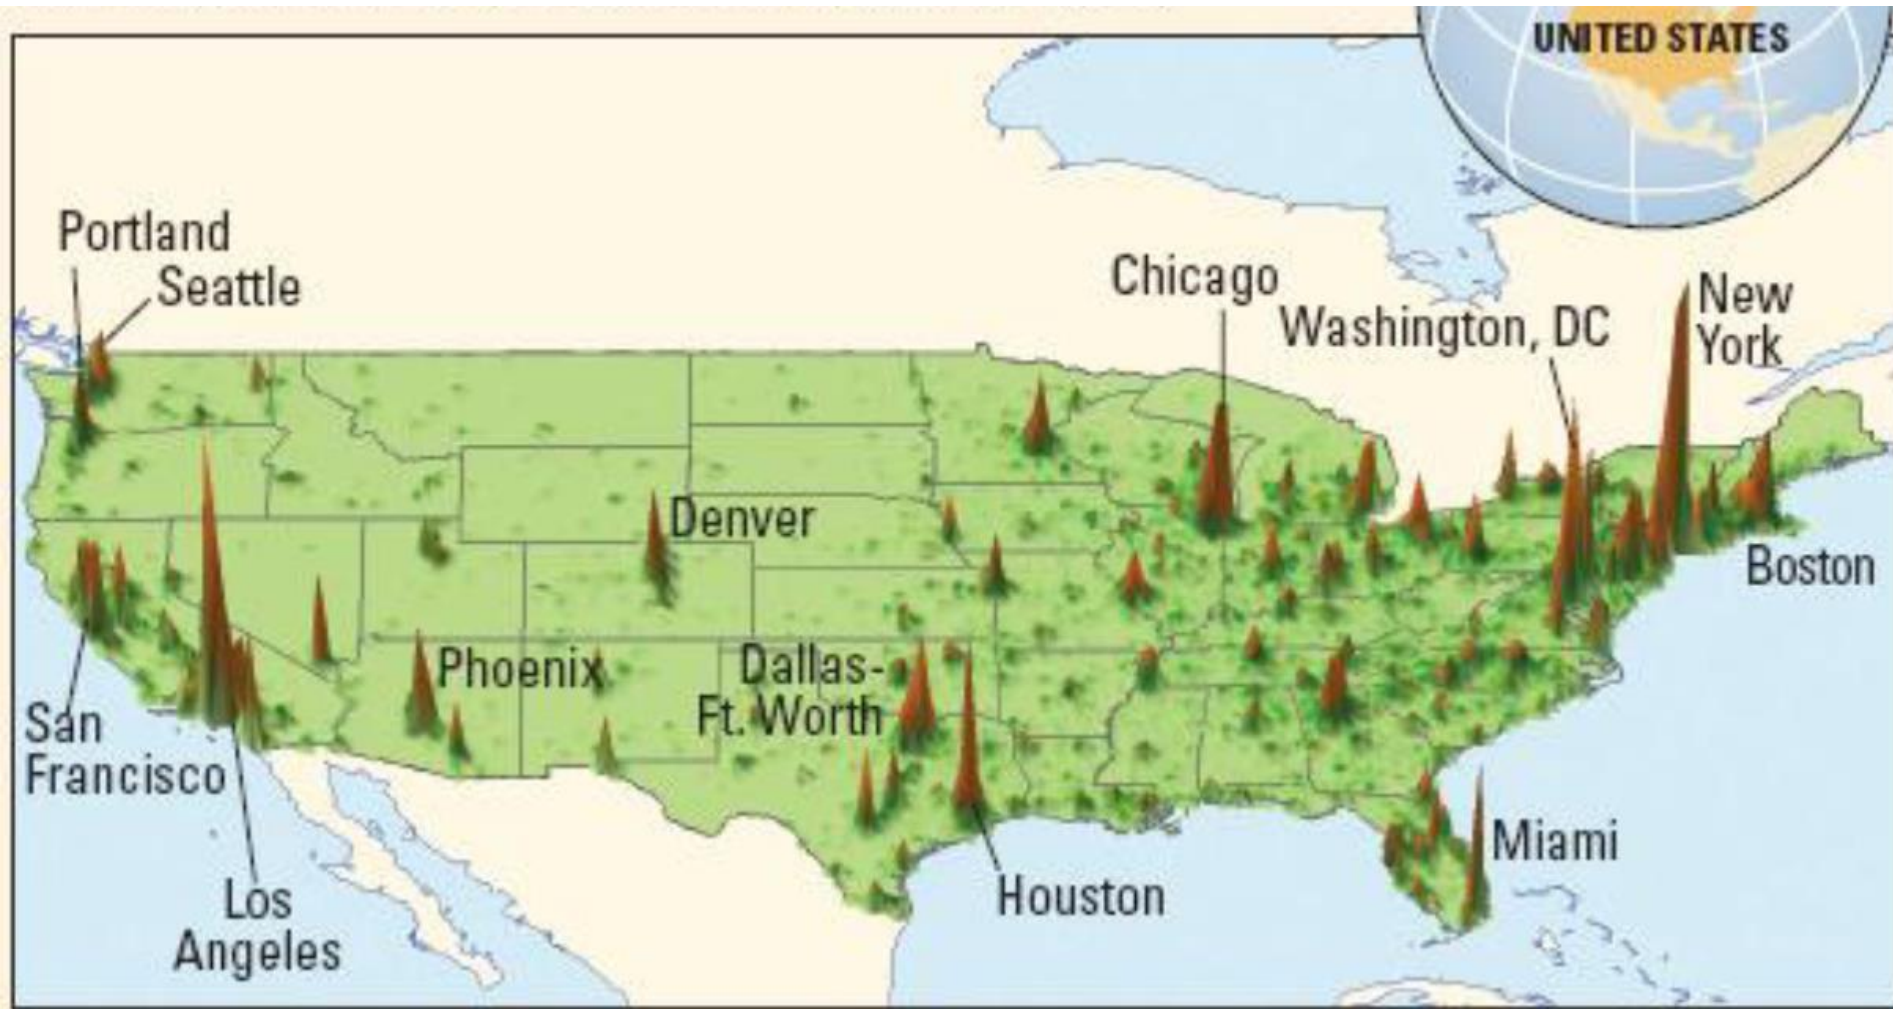 UNITED STATES
Portland
Seattle
Chicago
Washington, DC
New
York
Denver
Boston
Phoenix
Dallas-
Ft. Worth
San
Francisco
Miami
Houston
Los
Angeles